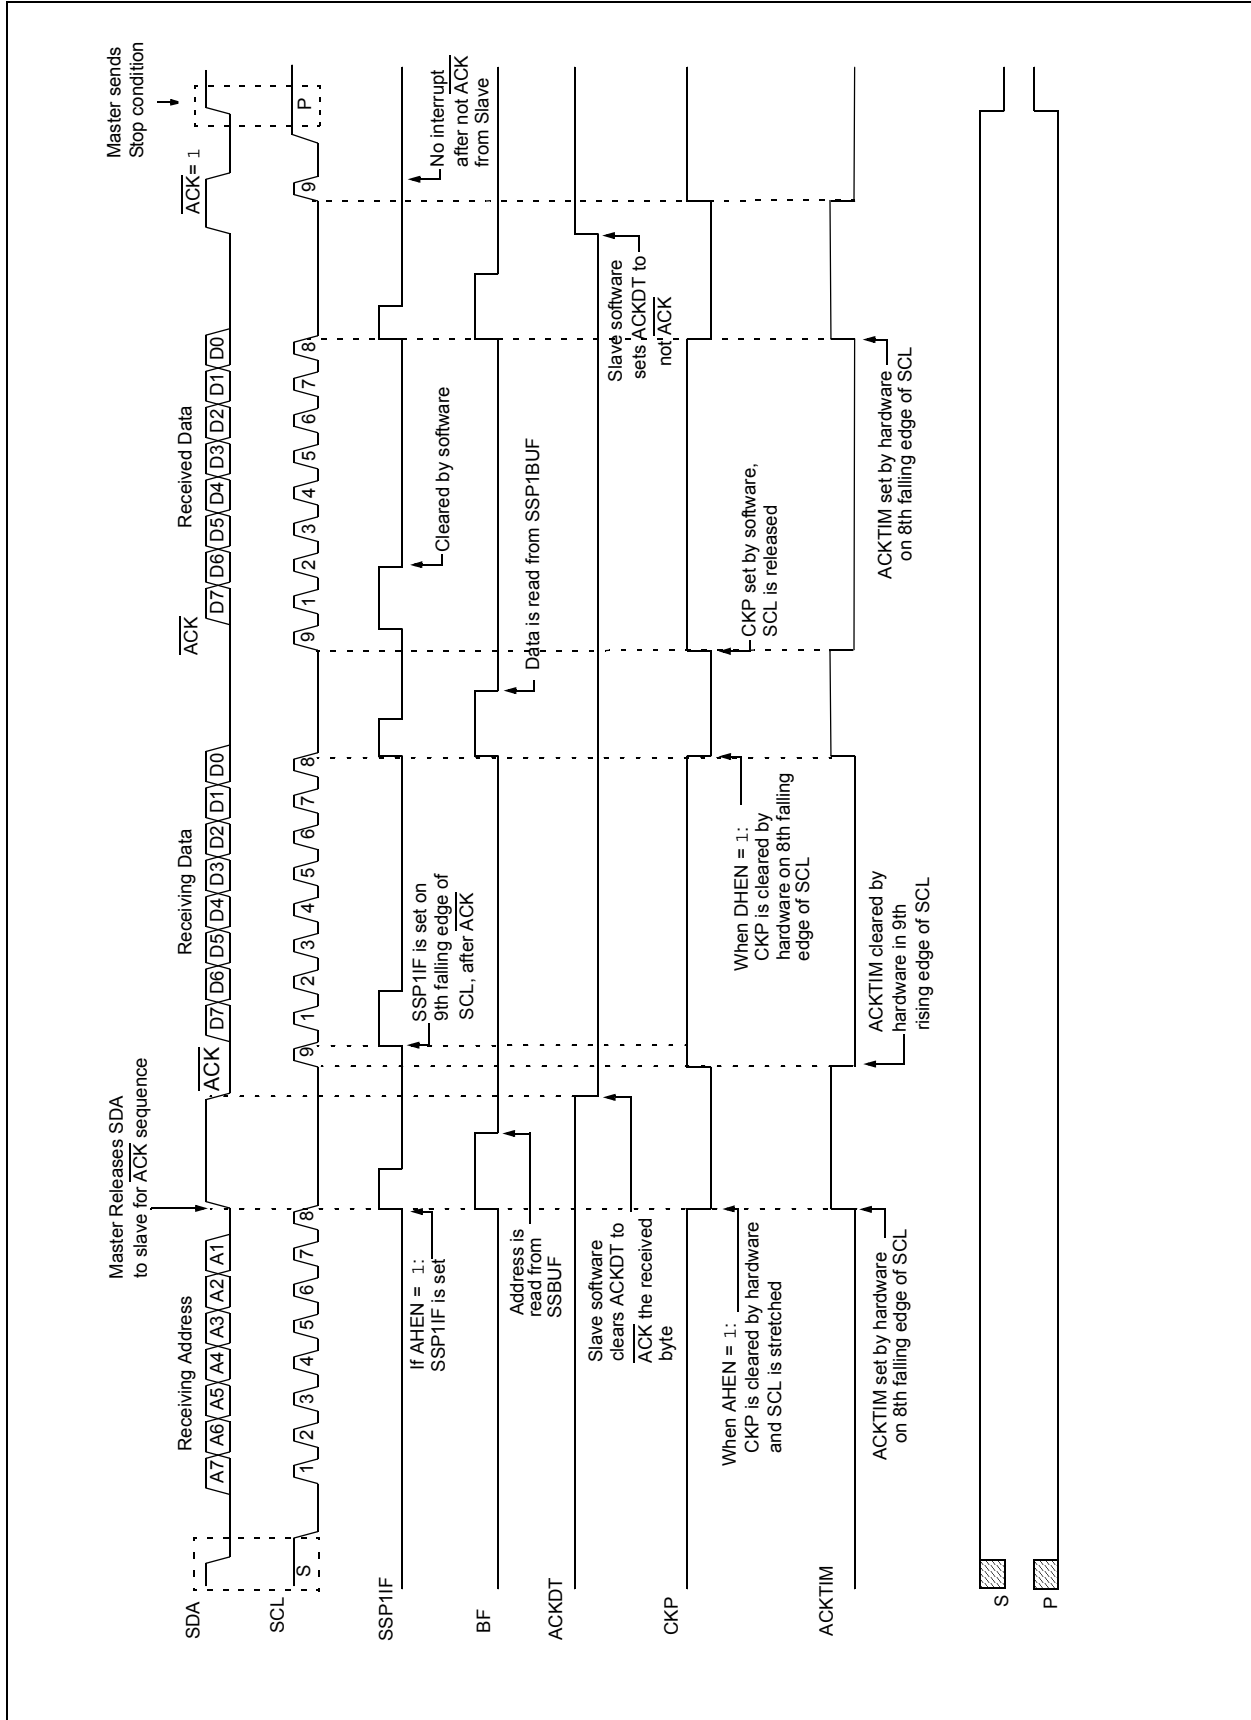 Master Releases SDA
to slave for ACK sequence
Master sends
Stop condition
Receiving Address
Receiving Data
Received Data
ACK
ACK
ACK= 1
SDA
A7 A6 A5 A4 A3 A2 A1
D7 D6 D5 D4 D3 D2 D1 D0
D7 D6 D5 D4 D3 D2 D1 D0
SCL
S
1 2 3 4 5 6 7 8 9
1 2 3 4 5 6 7 8 9
1 2 3 4 5 6 7 8 9
P
SSP1IF
If AHEN = 1:
SSP1IF is set
SSP1IF is set on
9th falling edge of
SCL, after ACK
Cleared by software
No interrupt
after not ACK
from Slave
BF
Address is
read from
SSBUF
Data is read from SSP1BUF
ACKDT
Slave software
clears ACKDT to
ACK the received
byte
Slave software
sets ACKDT to
not ACK
CKP
When AHEN = 1:
CKP is cleared by hardware
and SCL is stretched
When DHEN = 1:
CKP is cleared by
hardware on 8th falling
edge of SCL
CKP set by software,
SCL is released
ACKTIM
ACKTIM set by hardware
on 8th falling edge of SCL
ACKTIM cleared by
hardware in 9th
rising edge of SCL
ACKTIM set by hardware
on 8th falling edge of SCL
S
P